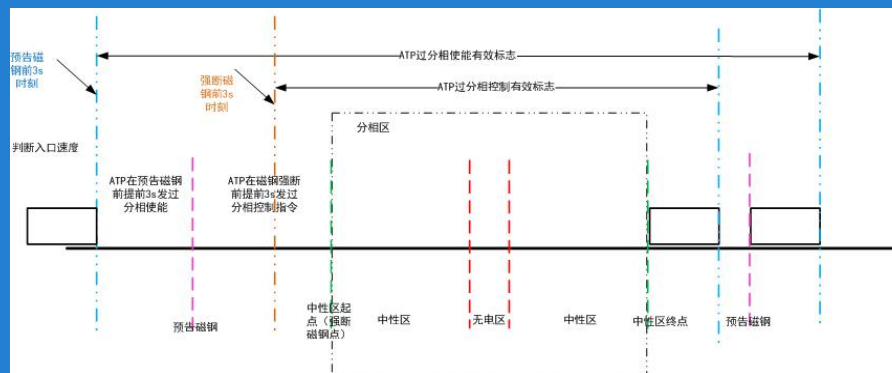 ATP过分相使能有效标志
预告磁
钢前3s
时刻
强断磁
钢前3s
时刻
ATP过分相控制有效标志
分相区
判断入口速度
ATP在预告磁钢
前提前3s发过
分相使能
ATP在磁钢强断
前提前3s发过
分相控制指令
预告磁钢
中性区起
点（强断
磁钢点）
中性区
无电区
中性区
中性区终点
预告磁钢